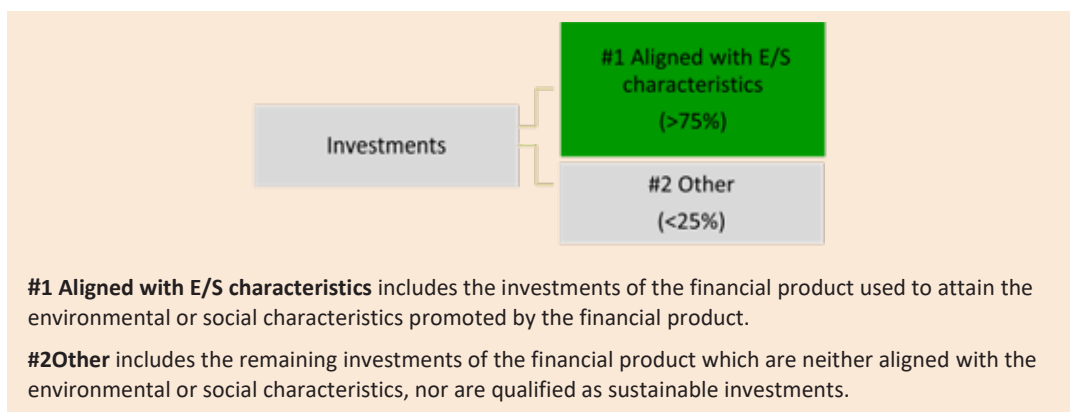 #1 Aligned with E/S
characteristics
(>75%)
Investments
#2 Other
(<25%)
#1 Aligned with E/S characteristics includes the investments of the financial product used to attain the
environmental or social characteristics promoted by the financial product.
#2Other includes the remaining investments of the financial product which are neither aligned with the
environmental or social characteristics, nor are qualified as sustainable investments.